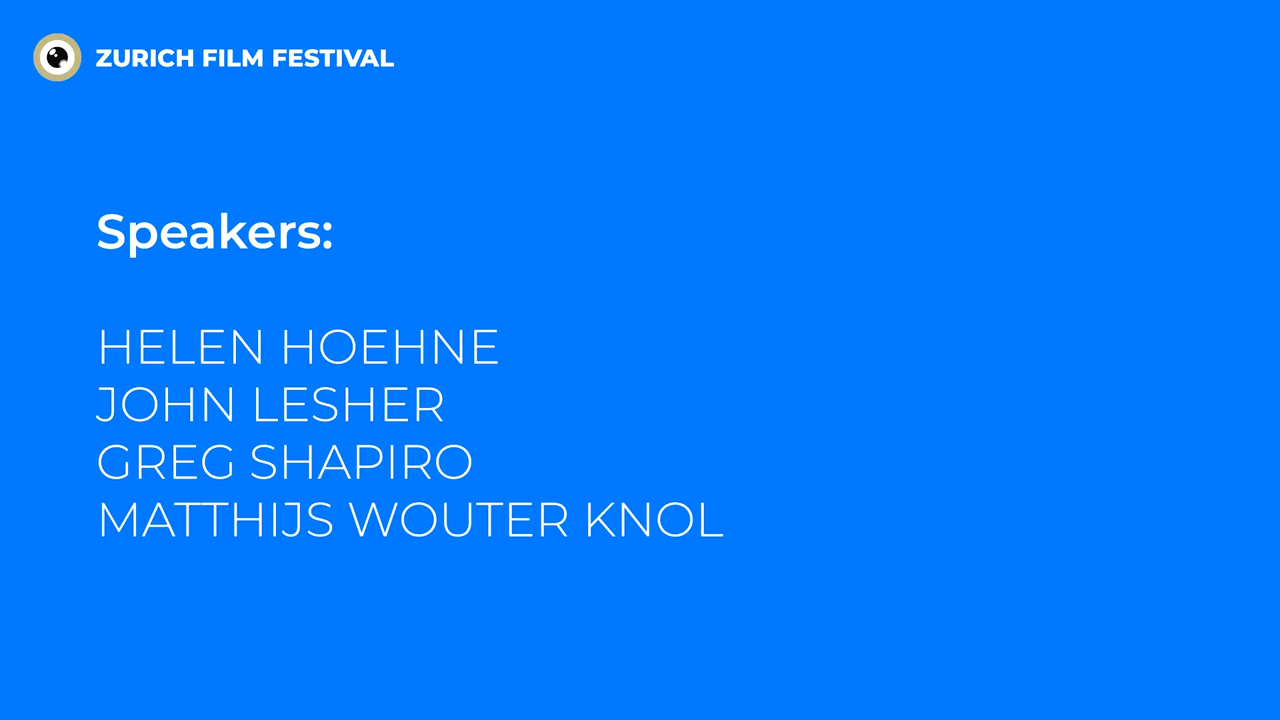 ZURICH FILM FESTIVAL
Speakers:
HELEN HOEHNE
JOHN LESHER
GREG SHAPIRO
MATTHIJS WOUTER KNOL